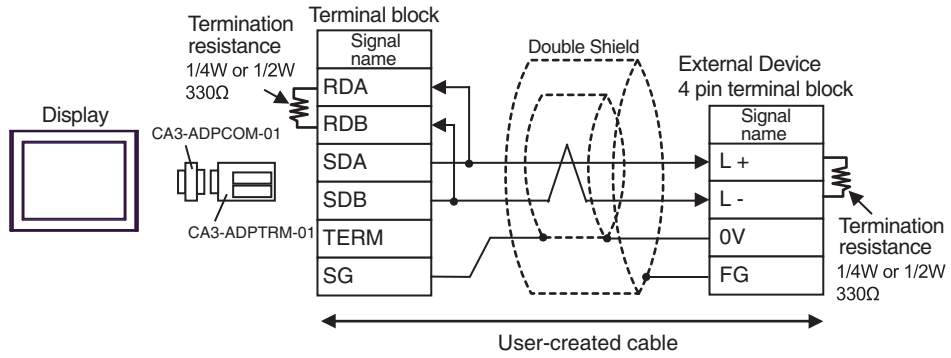 Terminal block
Termination
resistance
1/4W or 1/2W
330Ω
Signal
name
RDA
RDB
SDA
SDB
TERM
SG
Display
CA3-ADPCOM-01
CA3-ADPTRM-01
Double Shield
External Device
4 pin terminal block
Signal
name
L +
L -
0V
FG
Termination
resistance
1/4W or 1/2W
330Ω
User-created cable